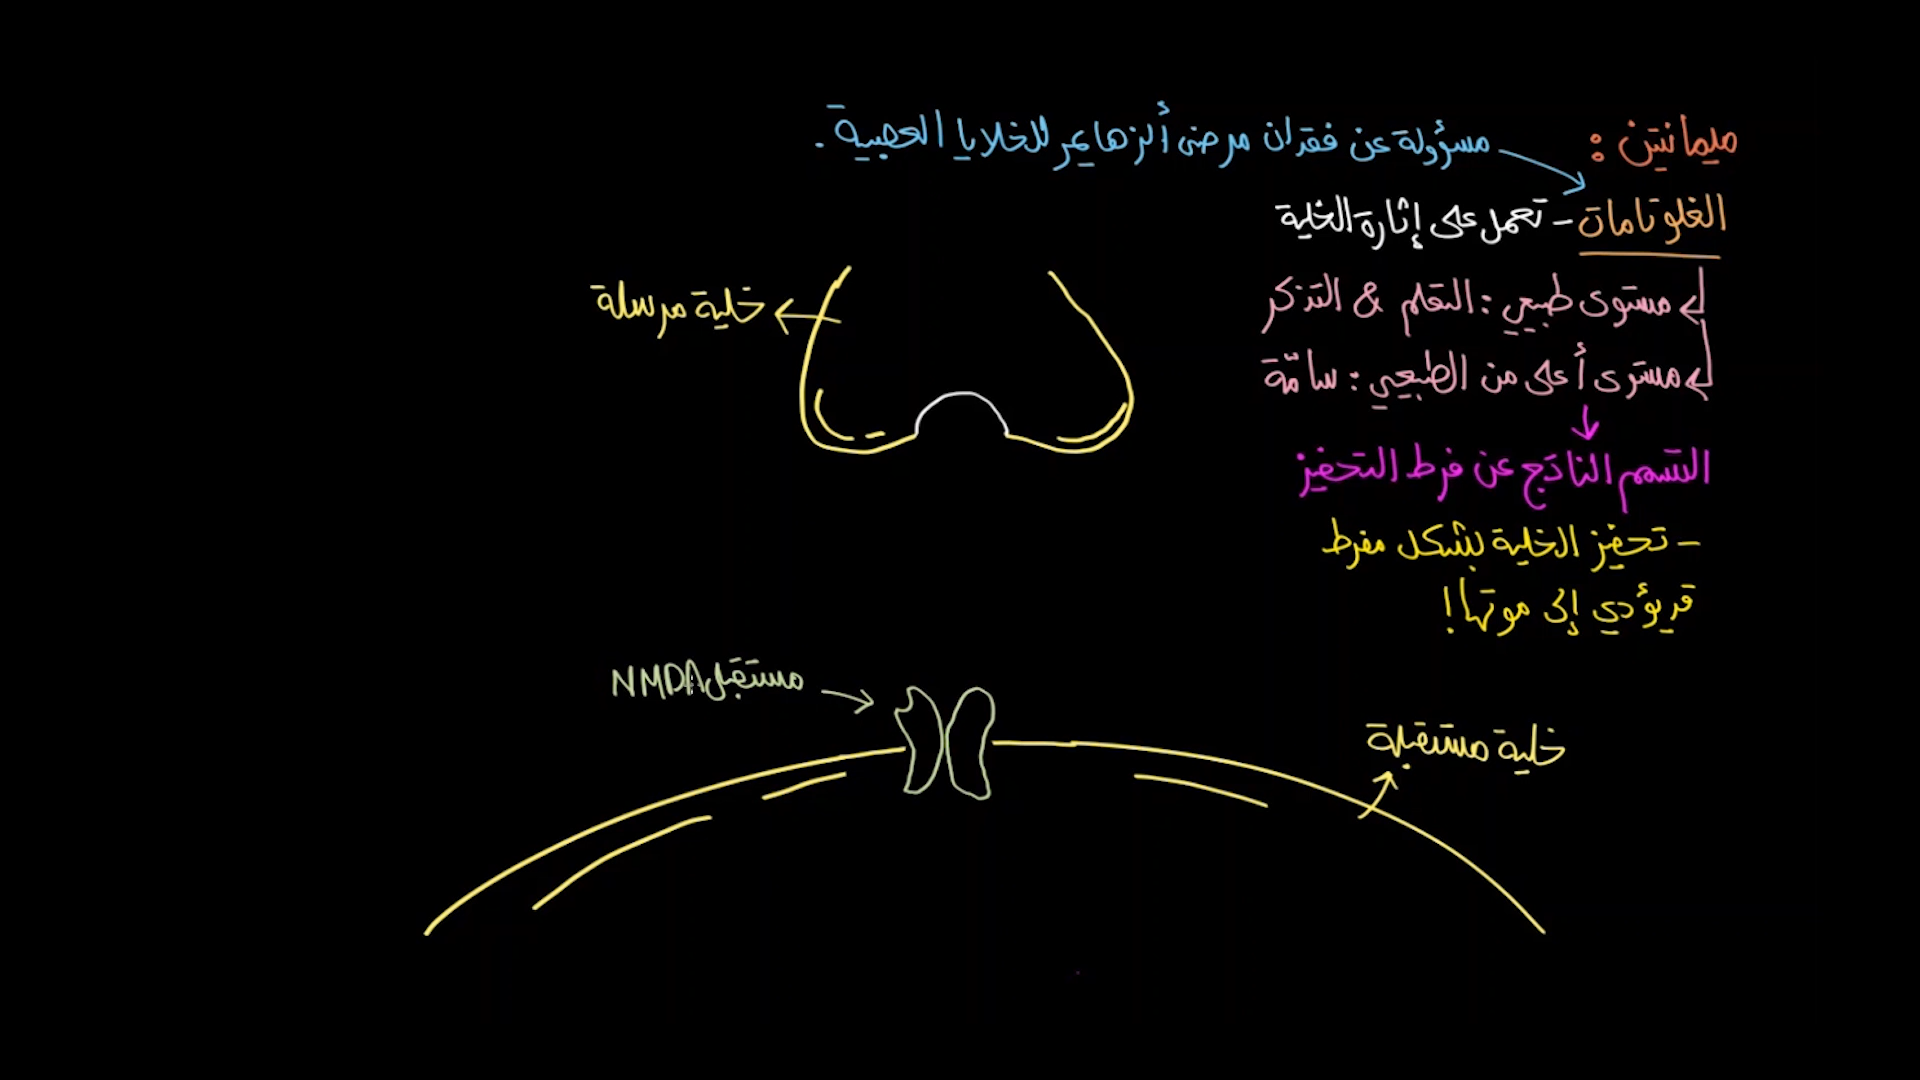 ميمانتين :
مسؤولة عن فقدان مرضى ألزهايمر للخلايا العصبية .
الغلوتامات - تعمل على إثارة الخلية
مستوى طبيعي : التعلم & التذكر
مستوى أعلى من الطبيعي : سامّة
التسمم الناتج عن فرط التحفيز
- تحفيز الخلية بشكل مفرط
قد يؤدي إلى موتها !
خلية مرسلة
مستقبل NMDA
خلية مستقبلة